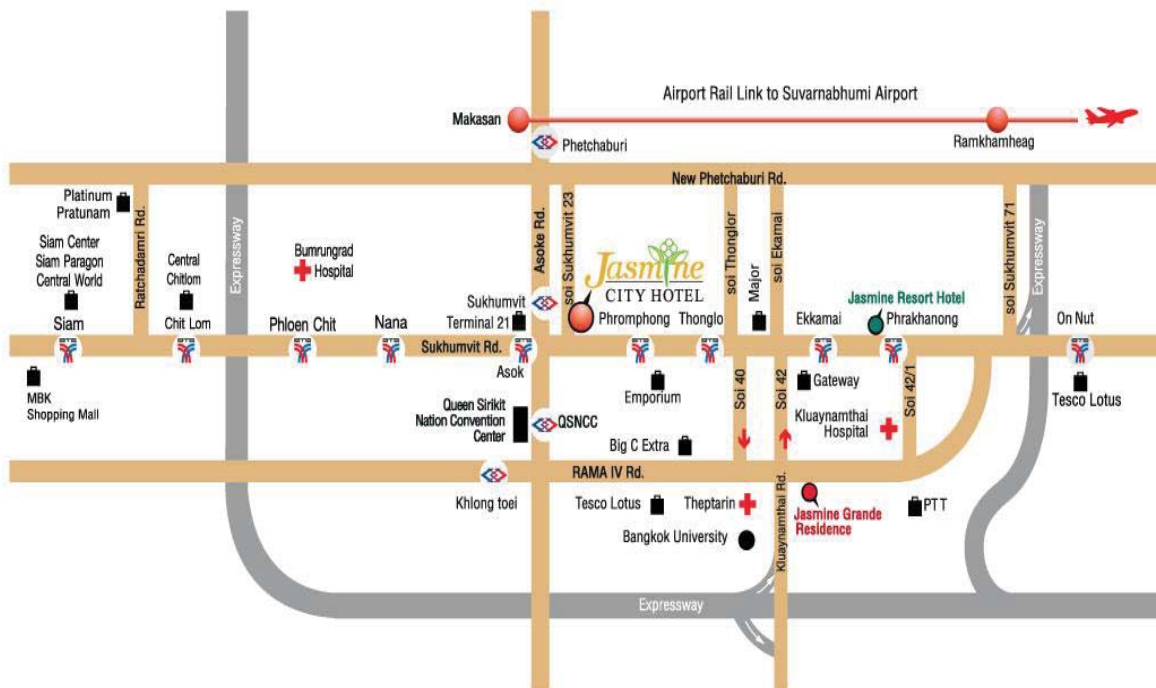 Airport Rail Link to Suvarnabhumi Airport
Makasan
Ramkhamheag
Phetchaburi
New Phetchaburi Rd.
Platinum
Pratunam
Ratchadamri Rd.
Expressway
Asoke Rd.
soi Sukhumvit 23
soi Thonglor
soi Ekamai
soi Sukhumvit 71
Expressway
Siam Center
Siam Paragon
Central World
Siam
Central
Chitlom
Chit Lom
Bumrungrad
Hospital
Phloen Chit
Nana
Sukhumvit
Terminal 21
Jasmine
CITY HOTEL
Phromphong
Thonglo
Major
Ekkamai
Jasmine Resort Hotel
Phrakhanong
On Nut
Sukhumvit Rd.
MBK
Shopping Mall
Asok
Queen Sirikit
Nation Convention
Center
QSNCC
Emporium
Big C Extra
Soi 40
Soi 42
Gateway
Kluaynamthai
Hospital
Soi 42/1
Tesco Lotus
RAMA IV Rd.
Khlong toei
Tesco Lotus
Theptarin
Bangkok University
Kluaynamthai Rd.
Jasmine Grande
Residence
PTT
Expressway